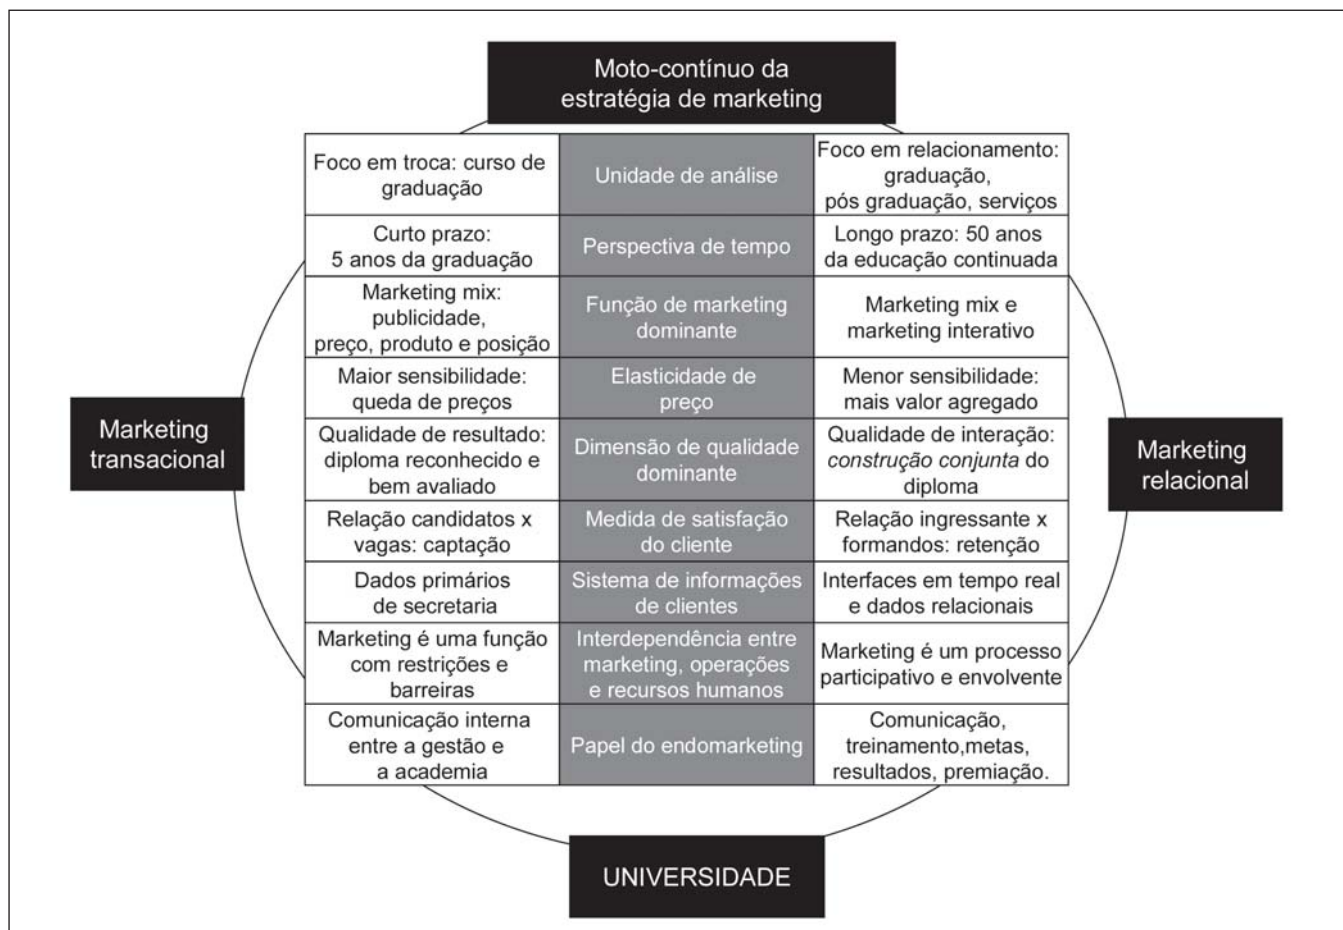 Moto-contínuo da
estratégia de marketing
Foco em troca: curso de
graduação
Unidade de análise
Foco em relacionamento:
graduação,
pós graduação, serviços
Curto prazo:
5 anos da graduação
Perspectiva de tempo
Longo prazo: 50 anos
da educação continuada
Marketing mix:
publicidade,
preço, produto e posição
Função de marketing
dominante
Marketing mix e
marketing interativo
Maior sensibilidade:
queda de preços
Elasticidade de
preço
Menor sensibilidade:
mais valor agregado
Marketing
transacional
Qualidade de resultado:
diploma reconhecido e
bem avaliado
Dimensão de qualidade
dominante
Qualidade de interação:
construção conjunta do
diploma
Marketing
relacional
Relação candidatos x
vagas: captação
Medida de satisfação
do cliente
Relação ingressante x
formandos: retenção
Dados primários
de secretaria
Sistema de informações
de clientes
Interfaces em tempo real
e dados relacionais
Marketing é uma função
com restrições e
barreiras
Interdependência entre
marketing, operações
e recursos humanos
Marketing é um processo
participativo e envolvente
Comunicação interna
entre a gestão e
a academia
Papel do endomarketing
Comunicação,
treinamento,metas,
resultados, premiação.
UNIVERSIDADE